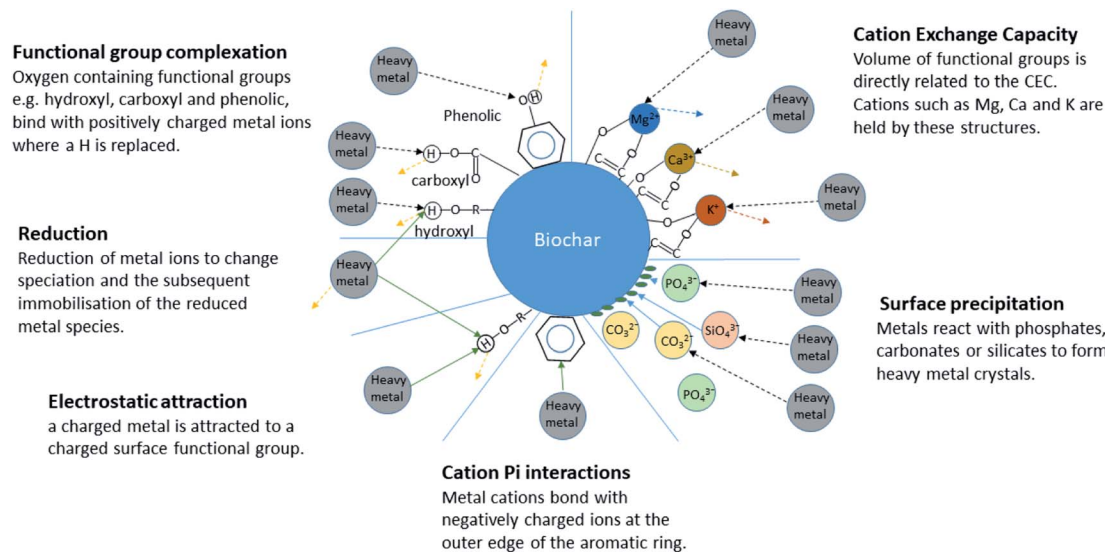 Functional group complexation
Oxygen containing functional groups
e.g. hydroxyl, carboxyl and phenolic,
bind with positively charged metal ions
where a H is replaced.
Reduction
Reduction of metal ions to change
speciation and the subsequent
immobilisation of the reduced
metal species.
Electrostatic attraction
a charged metal is attracted to a
charged surface functional group.
Cation Pi interactions
Metal cations bond with
negatively charged ions at the
outer edge of the aromatic ring.
Cation Exchange Capacity
Volume of functional groups is
directly related to the CEC.
Cations such as Mg, Ca and K are
held by these structures.
Surface precipitation
Metals react with phosphates,
carbonates or silicates to form
heavy metal crystals.
Heavy
metal
OH
Phenolic
Heavy
metal
H O C
O
carboxyl
Heavy
metal
H O R
hydroxyl
Heavy
metal
H O R
Heavy
metal
Heavy
metal
Biochar
Heavy
metal
Mg²⁺
O
O
C
C
Heavy
metal
Ca³⁺
O
O
C
C
Heavy
metal
K⁺
O
O
C
C
PO₄³⁻
Heavy
metal
CO₃²⁻
CO₃²⁻
SiO₄³⁻
Heavy
metal
PO₄³⁻
Heavy
metal